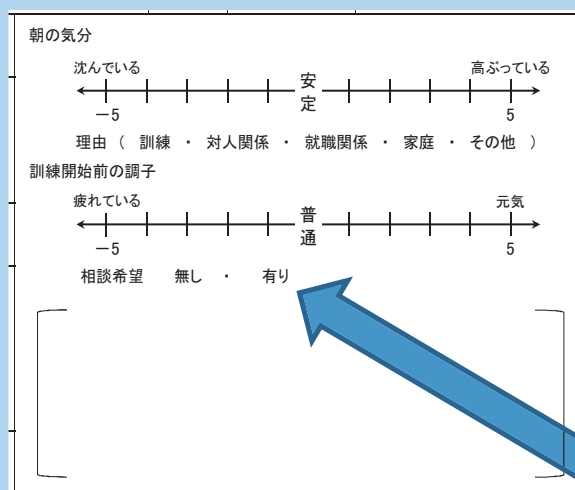 朝の気分
沈んでいる 高ぶっている
安定
－5 5
理由（ 訓練 ・ 対人関係 ・ 就職関係 ・ 家庭 ・ その他 ）
訓練開始前の調子
疲れている 元気
普通
－5 5
相談希望 無し ・ 有り